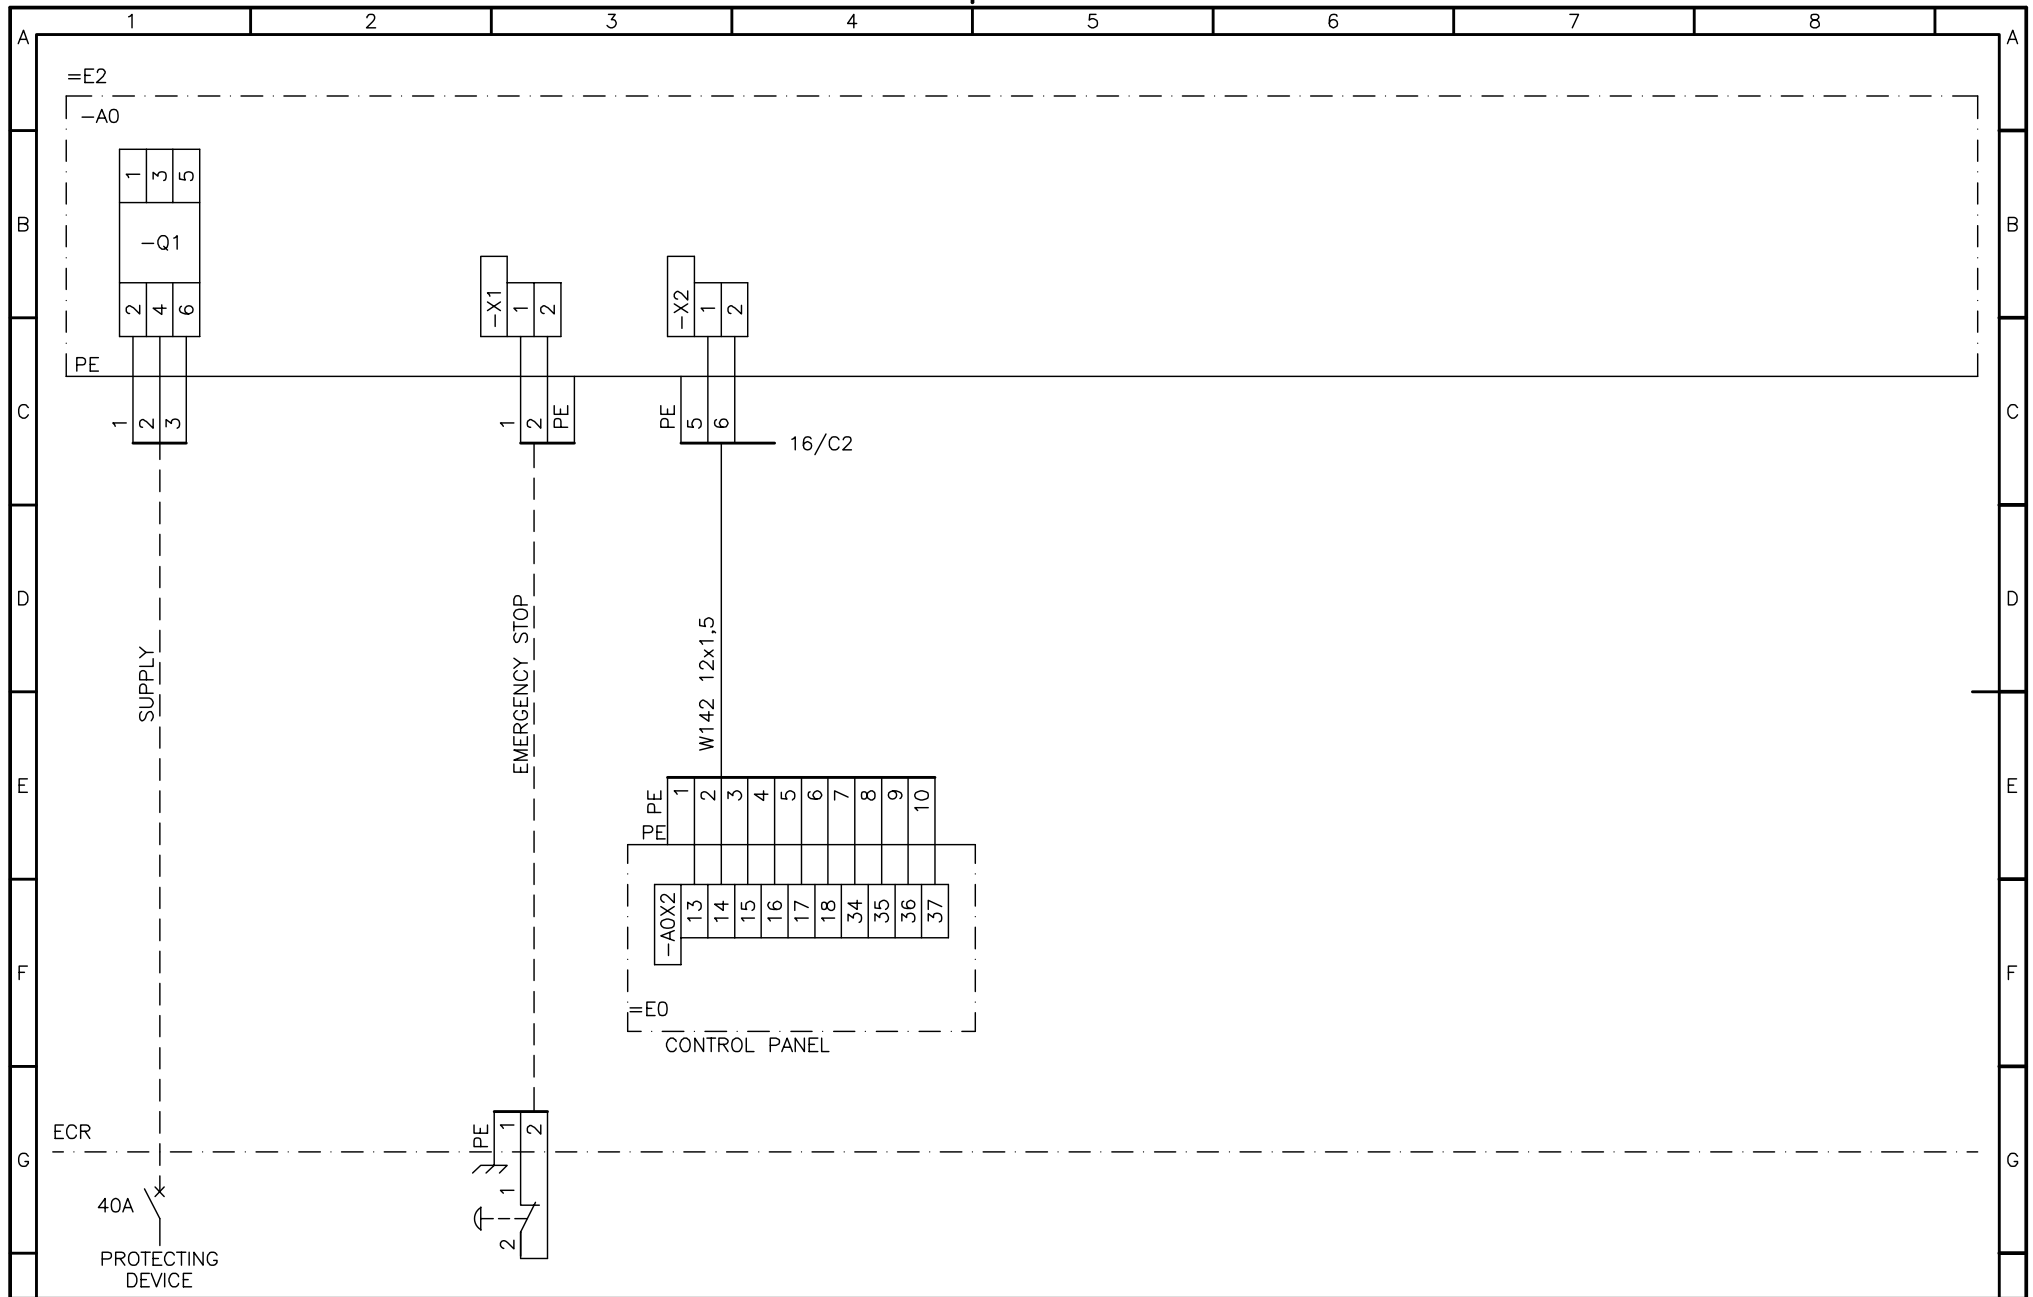 1 2 3 4 5 6 7 8
A A
=E2
-A0
1 3 5
B B
-Q1
2 4 6
-X1 1 2
-X2 1 2
PE
C C
1 2 3
1 2 PE
PE 5 6
16/C2
D D
SUPPLY
EMERGENCY STOP
W142 12x1,5
E E
PE 1 2 3 4 5 6 7 8 9 10
PE
-A0X2 13 14 15 16 17 18 34 35 36 37
F F
=E0
CONTROL PANEL
ECR
PE 1 2
G G
1
40A
2
PROTECTING
DEVICE